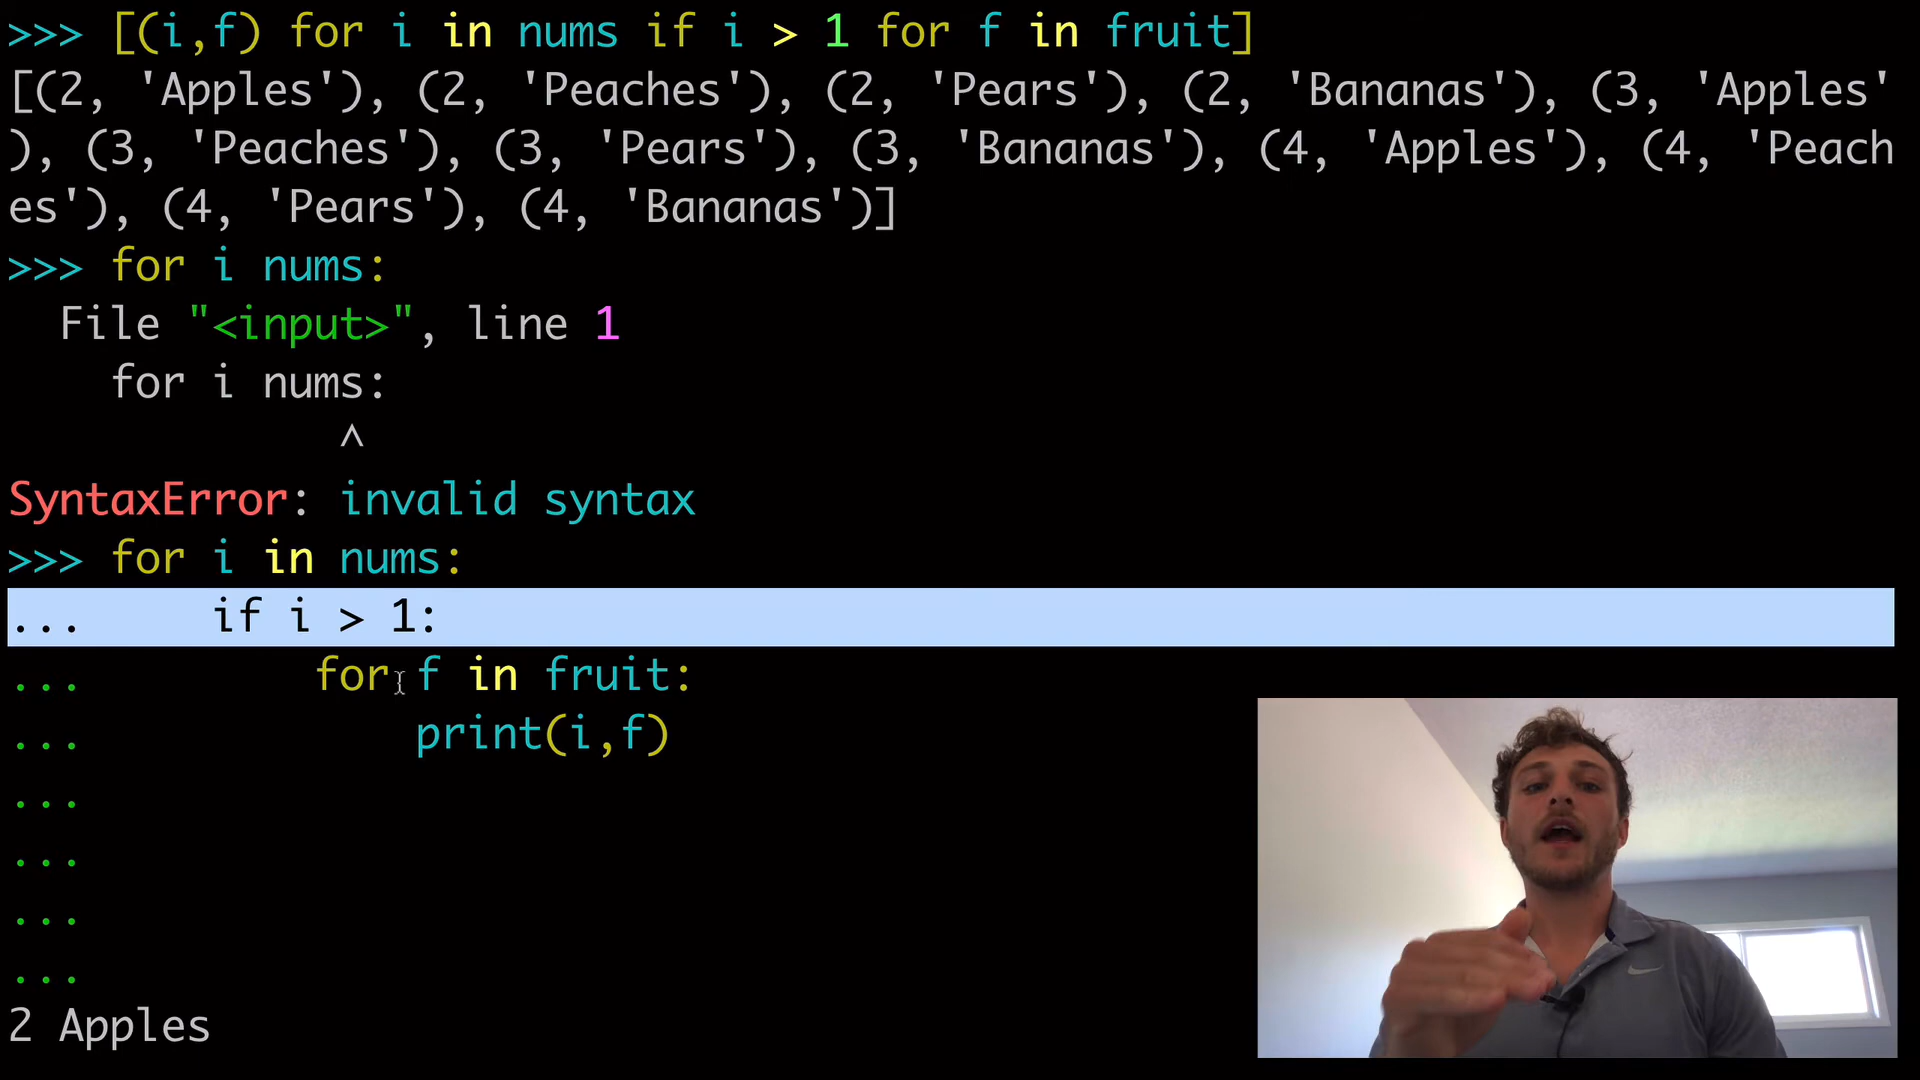 >>> [(i,f) for i in nums if i > 1 for f in fruit]
[(2, 'Apples'), (2, 'Peaches'), (2, 'Pears'), (2, 'Bananas'), (3, 'Apples'
), (3, 'Peaches'), (3, 'Pears'), (3, 'Bananas'), (4, 'Apples'), (4, 'Peach
es'), (4, 'Pears'), (4, 'Bananas')]
>>> for i nums:
  File "<input>", line 1
    for i nums:
             ^
SyntaxError: invalid syntax
>>> for i in nums:
...     if i > 1:
...         for f in fruit:
...             print(i,f)
...
...
...
...
2 Apples